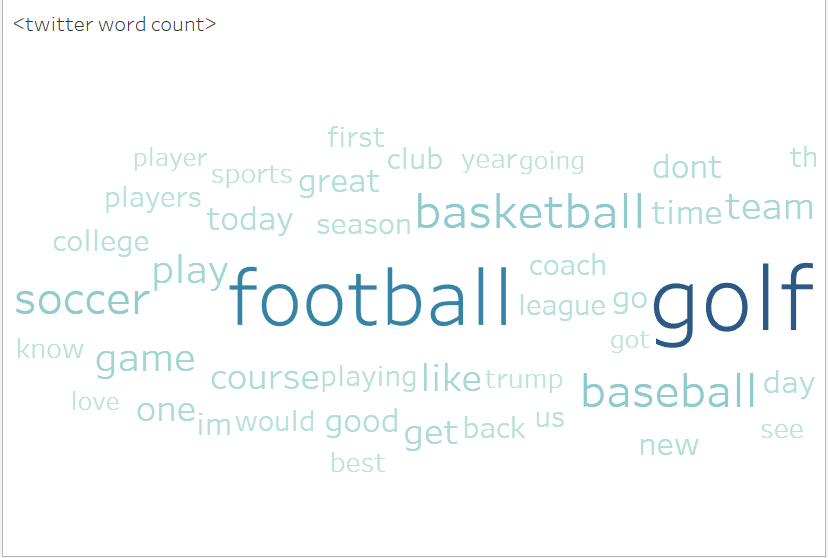 <twitter word count>
first
player sports great club year going dont th
players today season basketball time team
college
play football coach golf
soccer league go
know game got
course playing like trump baseball day
love one im would good get back us see
best new